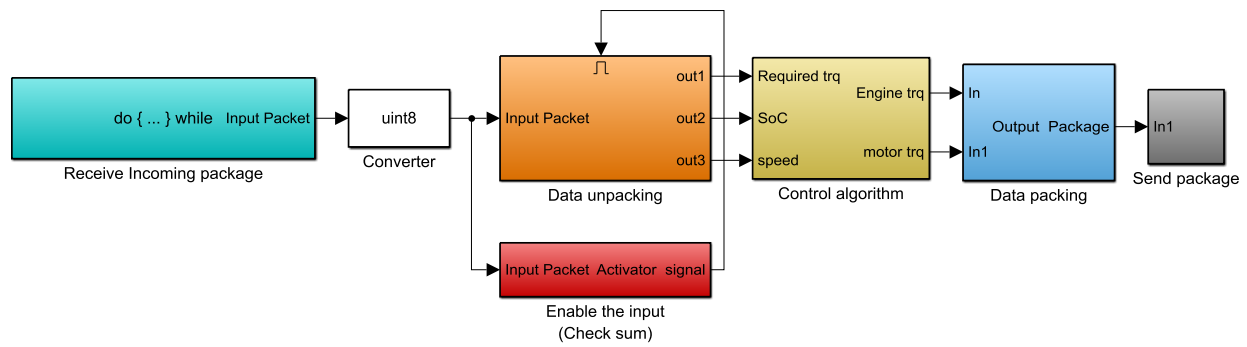 do { ... } while Input Packet
Receive Incoming package
uint8
Converter
Input Packet
out1
out2
out3
Data unpacking
Input Packet Activator signal
Enable the input
(Check sum)
Required trq
SoC
speed
Engine trq
motor trq
Control algorithm
In
In1
Output Package
Data packing
In1
Send package